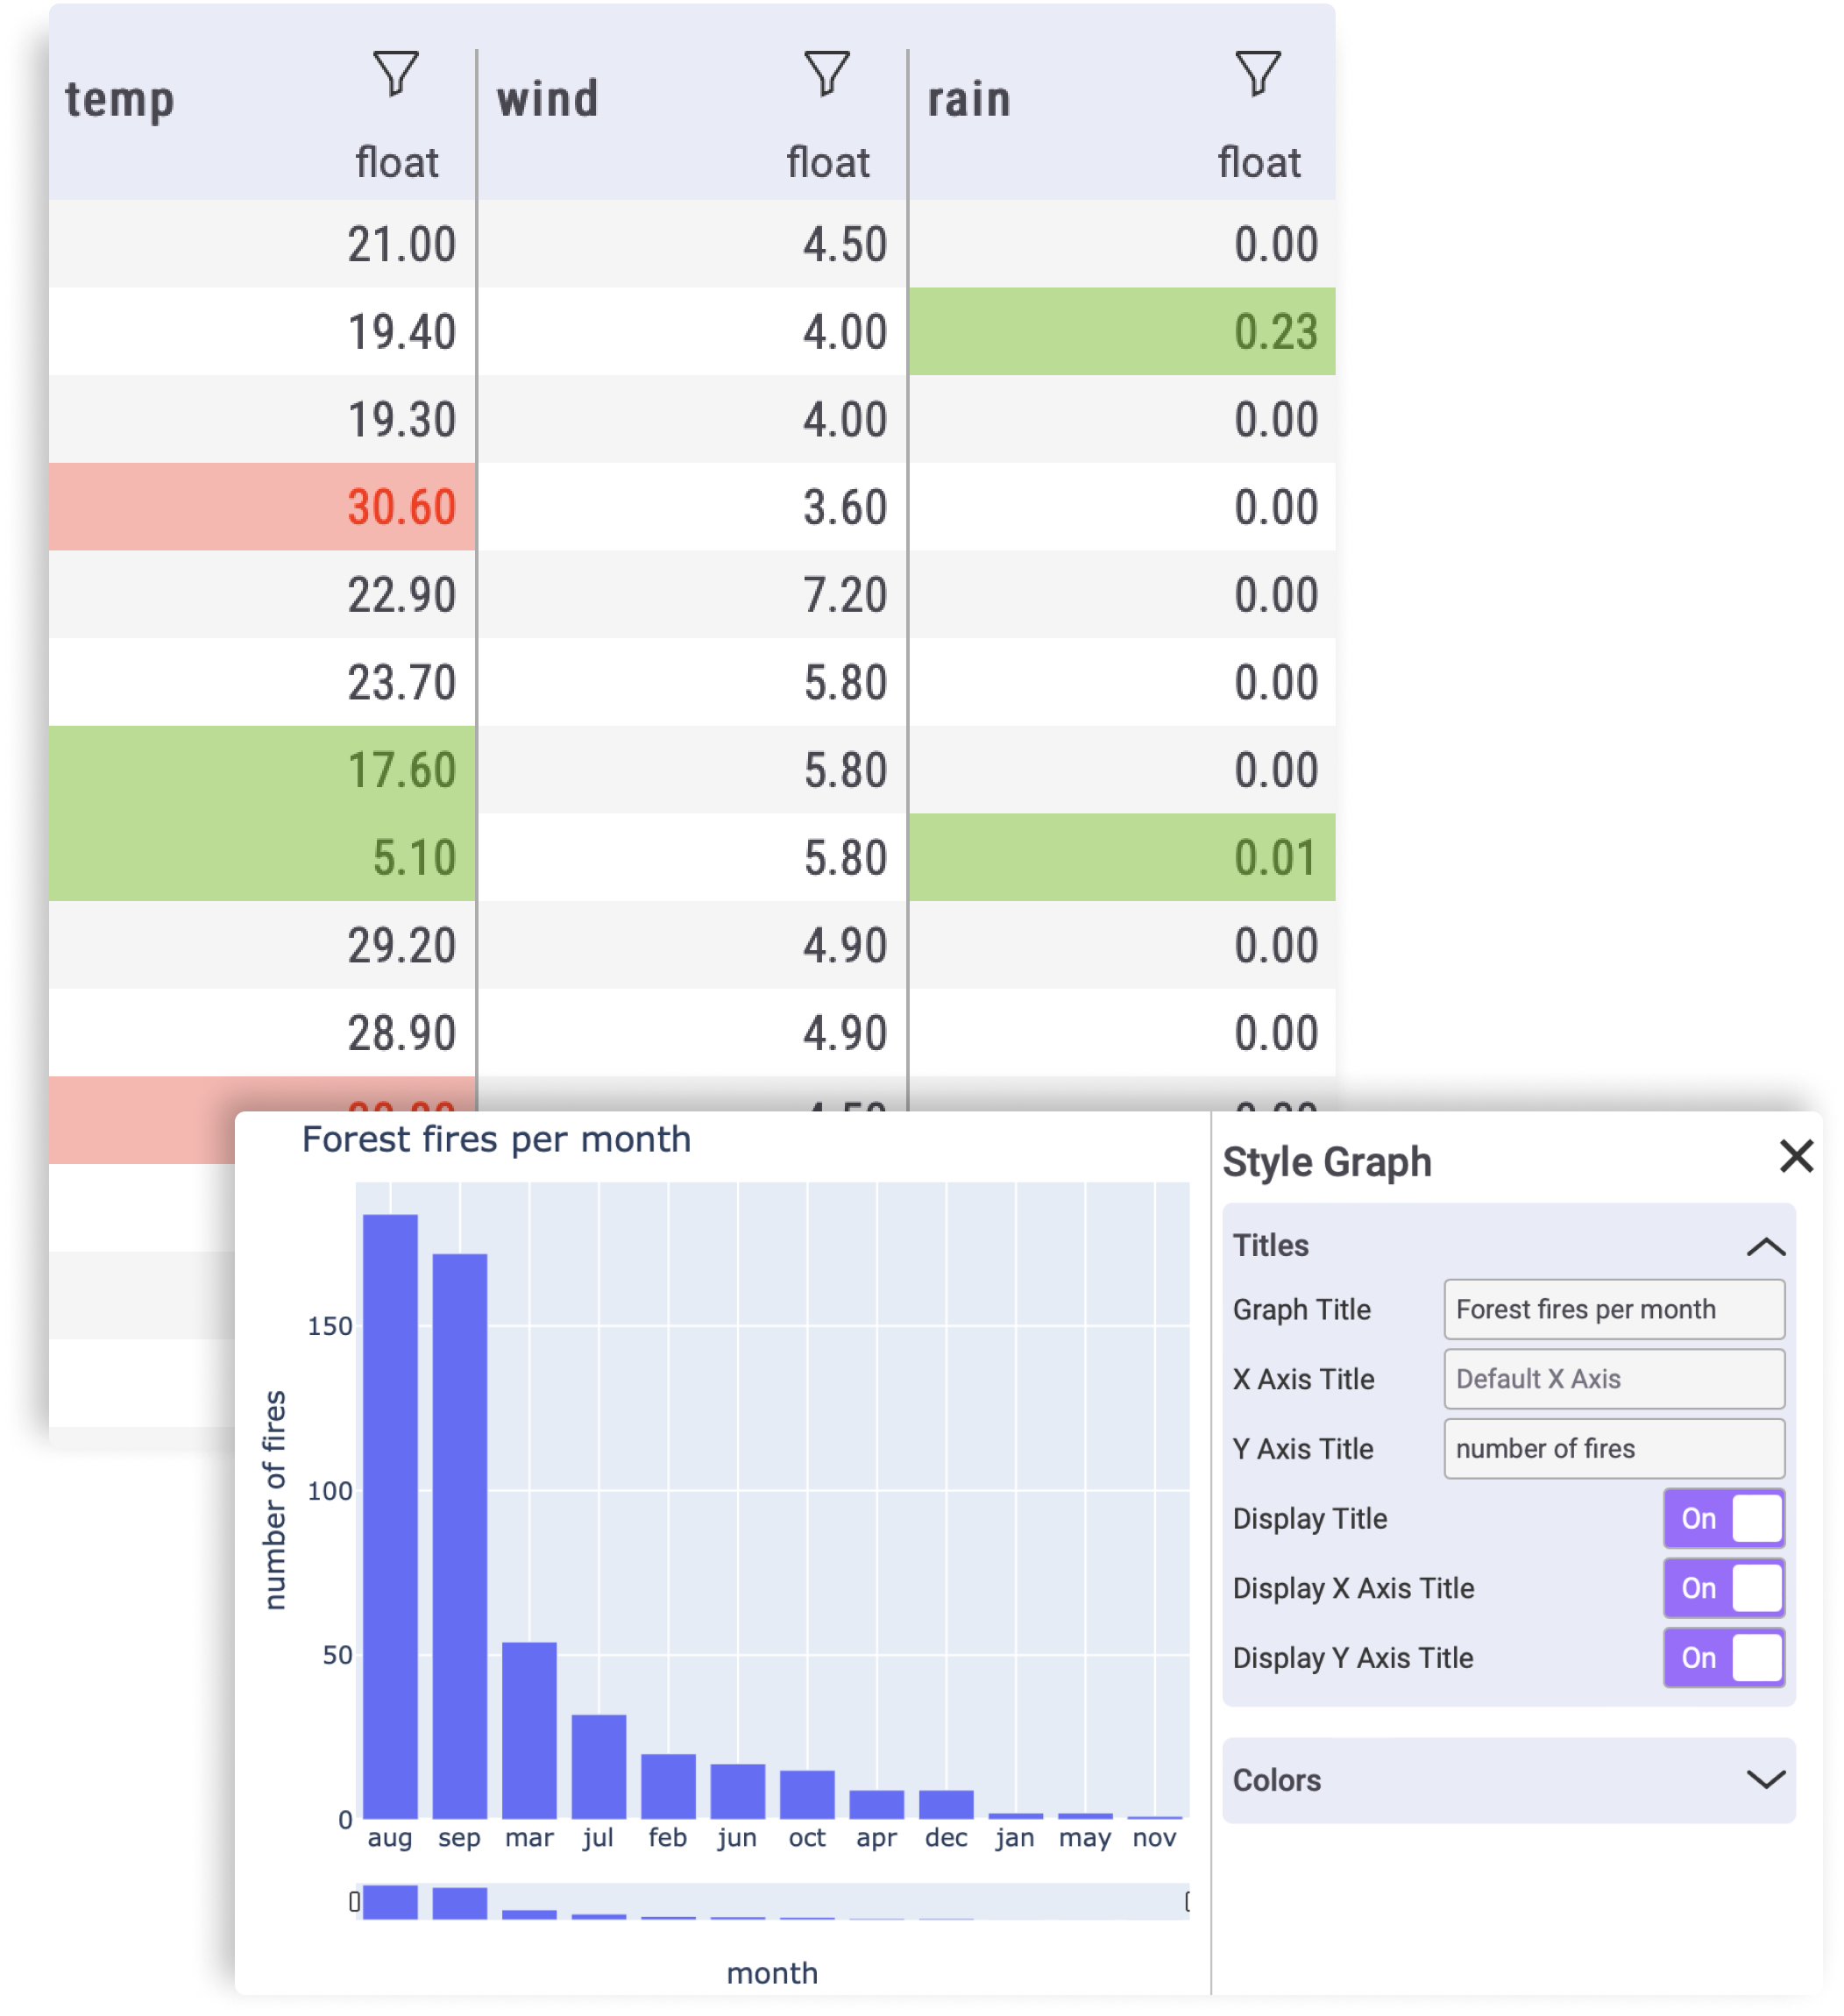 temp wind rain
float float float
21.00 4.50 0.00
19.40 4.00 0.23
19.30 4.00 0.00
30.60 3.60 0.00
22.90 7.20 0.00
23.70 5.80 0.00
17.60 5.80 0.00
5.10 5.80 0.01
29.20 4.90 0.00
28.90 4.90 0.00
Forest fires per month
number of fires
150
100
50
0
aug sep mar jul feb jun oct apr dec jan may nov
month
Style Graph
Titles
Graph Title Forest fires per month
X Axis Title Default X Axis
Y Axis Title number of fires
Display Title On
Display X Axis Title On
Display Y Axis Title On
Colors